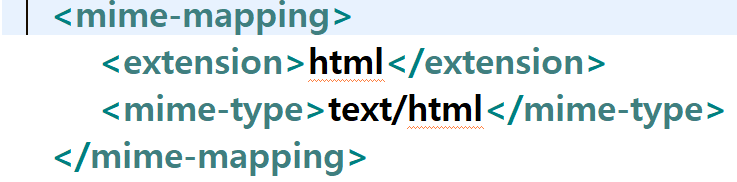 <mime-mapping>
<extension>html</extension>
<mime-type>text/html</mime-type>
</mime-mapping>